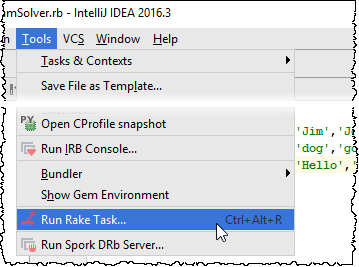 mSolver.rb - IntelliJ IDEA 2016.3
Tools VCS Window Help
Tasks & Contexts
Save File as Template...
Open CProfile snapshot
'Jim','J
Run IRB Console...
'dog','go
Bundler
'Hello','
Show Gem Environment
Run Rake Task... Ctrl+Alt+R
Run Spork DRb Server...